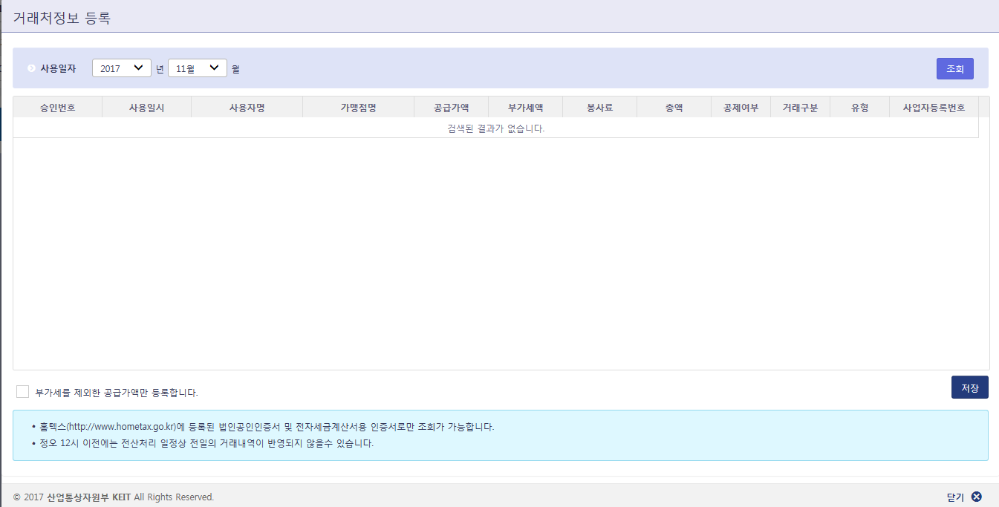 거래처정보 등록
사용일자 2017 년 11월 월 조회
승인번호 사용일시 사용자명 가맹점명 공급가액 부가세액 봉사료 총액 공제여부 거래구분 유형 사업자등록번호
검색된 결과가 없습니다.
부가세를 제외한 공급가액만 등록합니다. 저장
• 홈텍스(http://www.hometax.go.kr)에 등록된 법인공인인증서 및 전자세금계산서용 인증서로만 조회가 가능합니다.
• 정오 12시 이전에는 전산처리 일정상 전일의 거래내역이 반영되지 않을수 있습니다.
© 2017 산업통상자원부 KEIT All Rights Reserved. 닫기